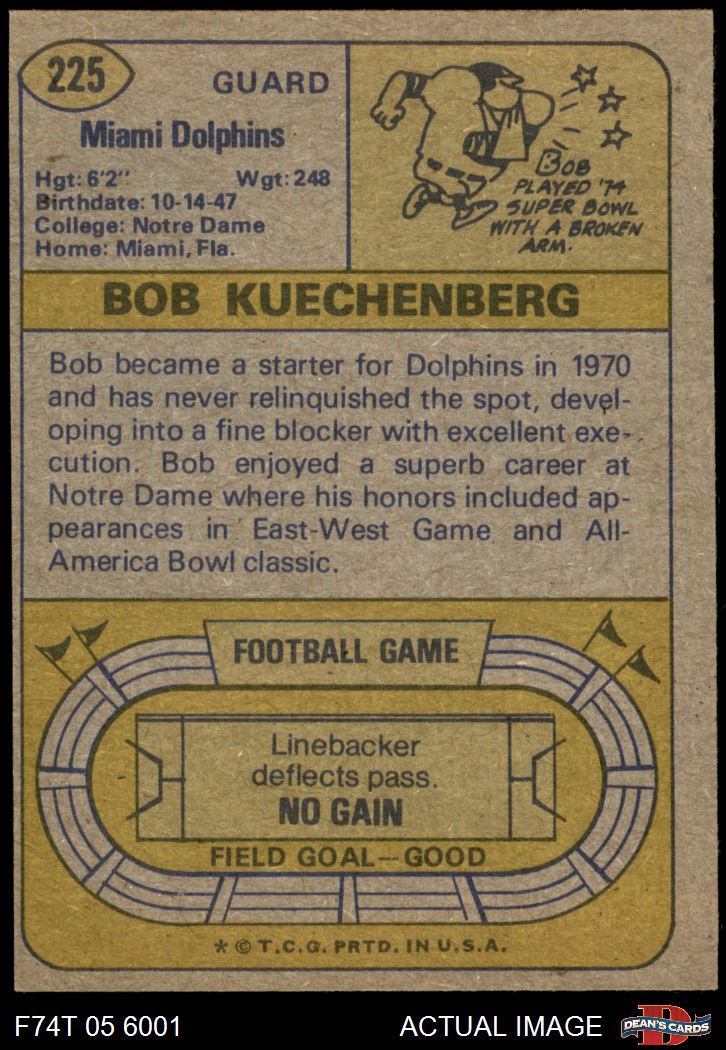 225
GUARD
Miami Dolphins
Hgt: 6'2" Wgt: 248
Birthdate: 10-14-47
College: Notre Dame
Home: Miami, Fla.
BOB
PLAYED '74
SUPER BOWL
WITH A BROKEN
ARM.
BOB KUECHENBERG
Bob became a starter for Dolphins in 1970
and has never relinquished the spot, devel-
oping into a fine blocker with excellent exe-
cution. Bob enjoyed a superb career at
Notre Dame where his honors included ap-
pearances in East-West Game and All-
America Bowl classic.
FOOTBALL GAME
Linebacker
deflects pass.
NO GAIN
FIELD GOAL--GOOD
* © T.C.G. PRTD. IN U.S.A.
F74T 05 6001
ACTUAL IMAGE
D
DEAN'S CARDS